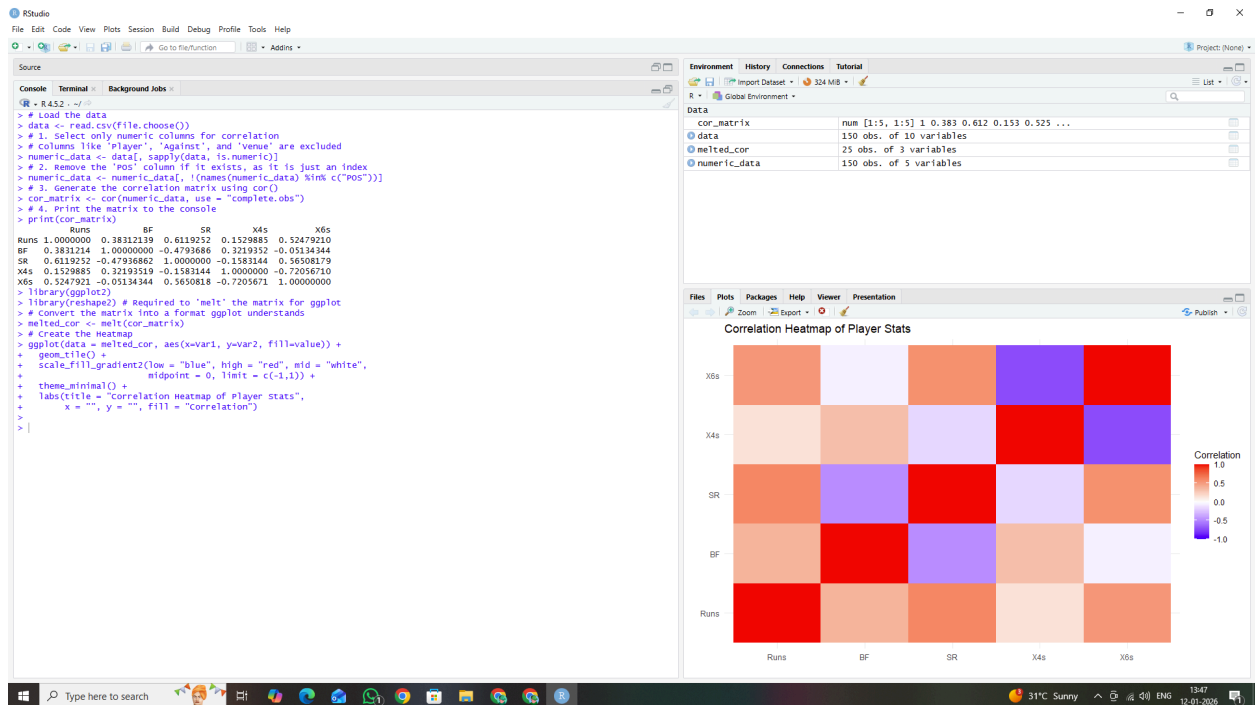 RStudio
File Edit Code View Plots Session Build Debug Profile Tools Help
Go to file/function
Addins
Project: (None)
Source
Console Terminal Background Jobs
R 4.5.2 · ~/
> # Load the data
> data <- read.csv(file.choose())
> # 1. Select only numeric columns for correlation
> # Columns like 'Player', 'Against', and 'Venue' are excluded
> numeric_data <- data[, sapply(data, is.numeric)]
> # 2. Remove the 'POS' column if it exists, as it is just an index
> numeric_data <- numeric_data[, !(names(numeric_data) %in% c("POS"))]
> # 3. Generate the correlation matrix using cor()
> cor_matrix <- cor(numeric_data, use = "complete.obs")
> # 4. Print the matrix to the console
> print(cor_matrix)
Runs BF SR X4s X6s
Runs 1.0000000 0.38312139 0.6119252 0.1529885 0.52479210
BF 0.3831214 1.00000000 -0.4793686 0.3219352 -0.05134344
SR 0.6119252 -0.47936862 1.0000000 -0.1583144 0.56508179
X4s 0.1529885 0.32193519 -0.1583144 1.0000000 -0.72056710
X6s 0.5247921 -0.05134344 0.5650818 -0.7205671 1.00000000
> library(ggplot2)
> library(reshape2) # Required to 'melt' the matrix for ggplot
> # Convert the matrix into a format ggplot understands
> melted_cor <- melt(cor_matrix)
> # Create the Heatmap
> ggplot(data = melted_cor, aes(x=Var1, y=Var2, fill=value)) +
+ geom_tile() +
+ scale_fill_gradient2(low = "blue", high = "red", mid = "white",
+ midpoint = 0, limit = c(-1,1)) +
+ theme_minimal() +
+ labs(title = "Correlation Heatmap of Player Stats",
+ x = "", y = "", fill = "Correlation")
>
>
Environment History Connections Tutorial
Import Dataset 324 MiB List
R Global Environment
Data
cor_matrix num [1:5, 1:5] 1 0.383 0.612 0.153 0.525 ...
data 150 obs. of 10 variables
melted_cor 25 obs. of 3 variables
numeric_data 150 obs. of 5 variables
Files Plots Packages Help Viewer Presentation
Zoom Export Publish
Correlation Heatmap of Player Stats
X6s
X4s
SR
BF
Runs
Runs BF SR X4s X6s
Correlation
1.0
0.5
0.0
-0.5
-1.0
Type here to search
31°C Sunny
ENG
13:47
12-01-2026